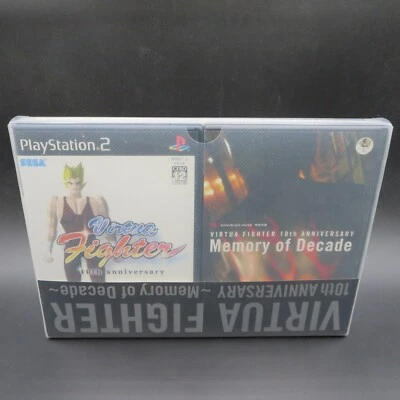 PlayStation 2
SEGA
Virtua
Fighter
10th Anniversary
VIRTUA FIGHTER 10th ANNIVERSARY
Memory of Decade
VIRTUA FIGHTER
10th ANNIVERSARY ~Memory of Decade~